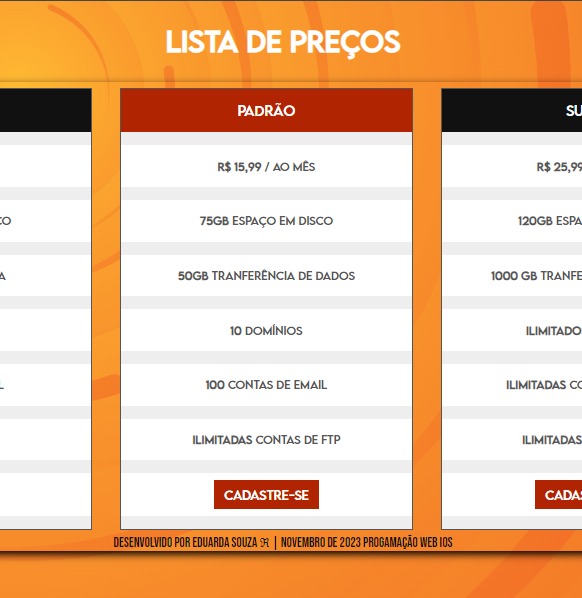 LISTA DE PREÇOS
PADRÃO
SU
R$ 15,99 / AO MÊS
R$ 25,99
CO
75GB ESPAÇO EM DISCO
120GB ESPA
A
50GB TRANFERÊNCIA DE DADOS
1000 GB TRANFE
10 DOMÍNIOS
ILIMITADO
L
100 CONTAS DE EMAIL
ILIMITADAS CO
ILIMITADAS CONTAS DE FTP
ILIMITADAS
CADASTRE-SE
CADAS
DESENVOLVIDO POR EDUARDA SOUZA | NOVEMBRO DE 2023 PROGAMAÇÃO WEB IOS